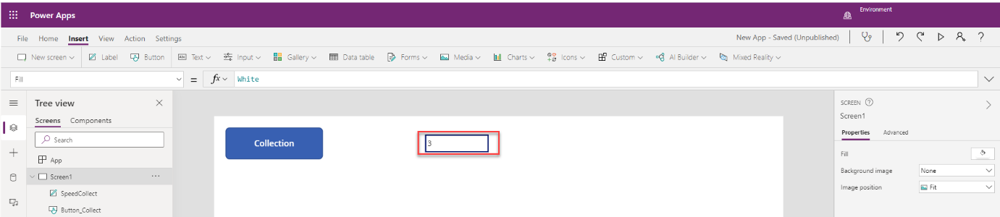 Power Apps
Environment
File Home Insert View Action Settings
New App - Saved (Unpublished)
New screen Label Button Text Input Gallery Data table Forms Media Charts Icons Custom AI Builder Mixed Reality
Abc
Fill = fx White
Tree view
Screens Components
Search
App
Screen1 ...
SpeedCollect
Button_Collect
Collection
3
SCREEN ?
Screen1
Properties Advanced
Fill
Background image None
Image position Fit